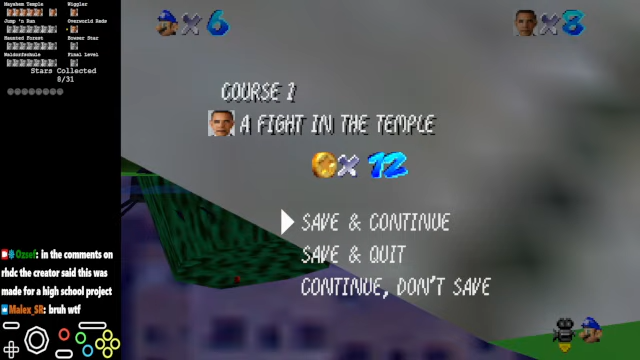 Mayahem Temple
Wiggler
Jump 'n Run
Overworld Reds
Haunted Forest
Bowser Star
Waldorfschule
Final Level
Stars Collected
8/31
× 6
× 8
COURSE 1
A FIGHT IN THE TEMPLE
× 12
SAVE & CONTINUE
SAVE & QUIT
CONTINUE, DON'T SAVE
Ozsef: in the comments on
rhdc the creator said this was
made for a high school project
Malex_SR: bruh wtf